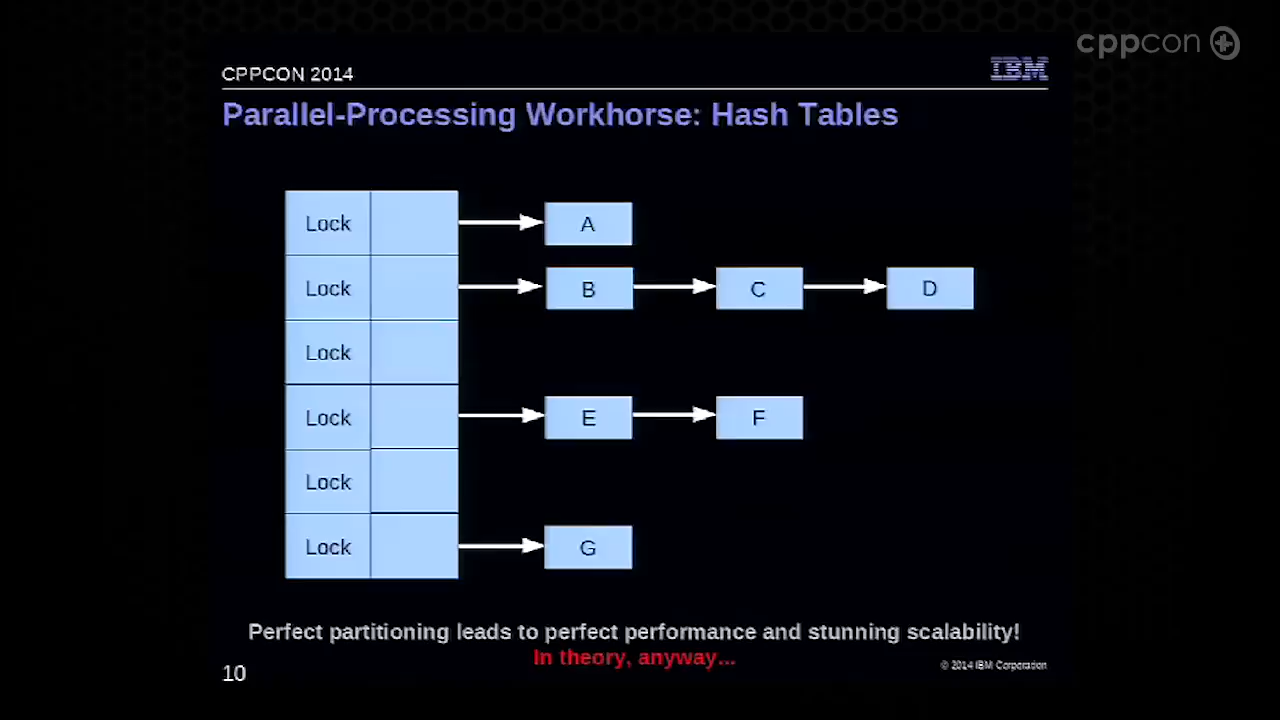 cppcon
CPPCON 2014
IBM
Parallel-Processing Workhorse: Hash Tables
Lock
A
Lock
B
C
D
Lock
Lock
E
F
Lock
Lock
G
Perfect partitioning leads to perfect performance and stunning scalability!
In theory, anyway...
10
© 2014 IBM Corporation